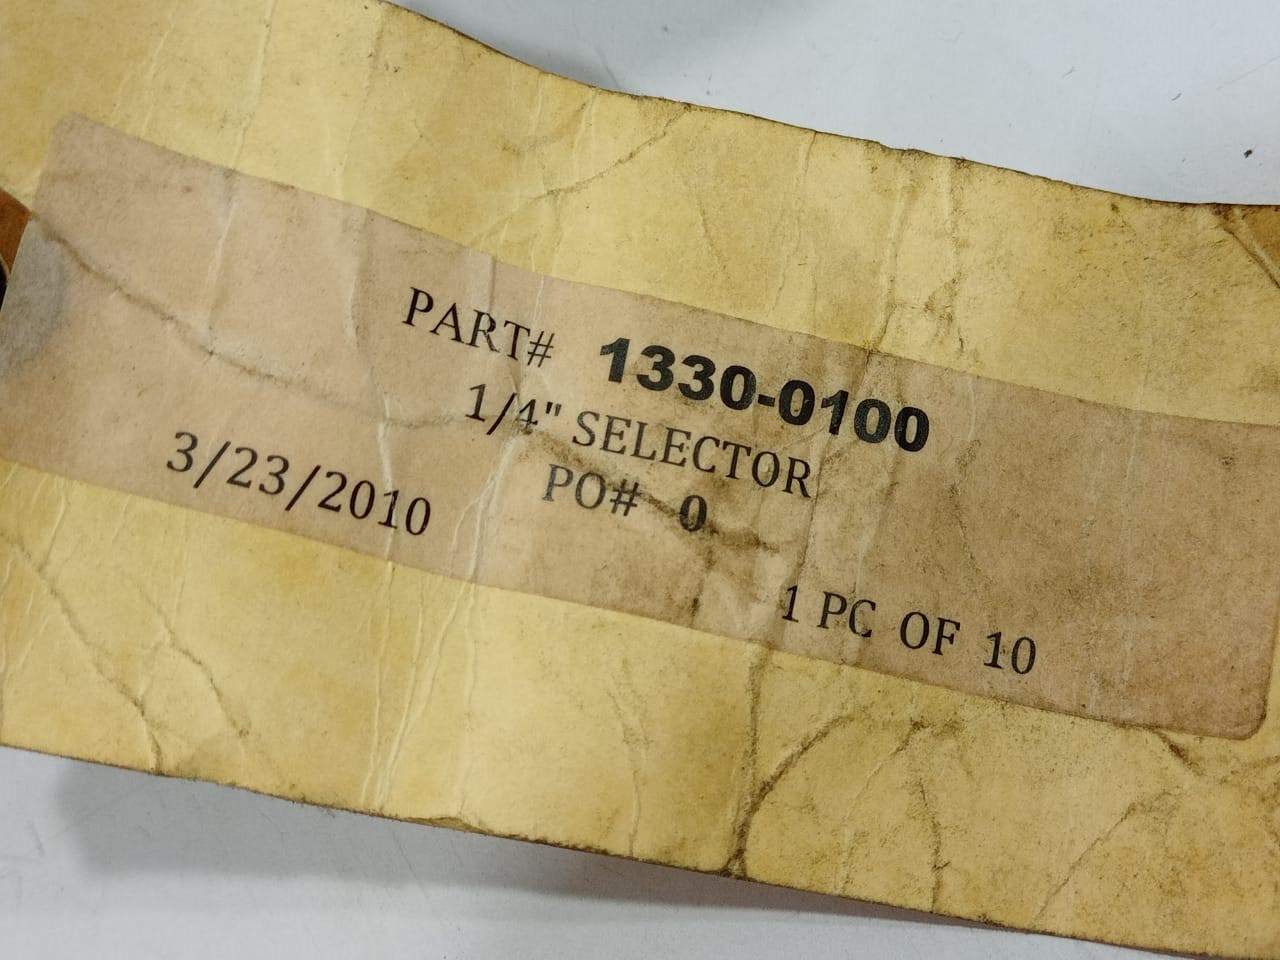 PART# 1330-0100
1/4" SELECTOR
PO# 0
3/23/2010
1 PC OF 10